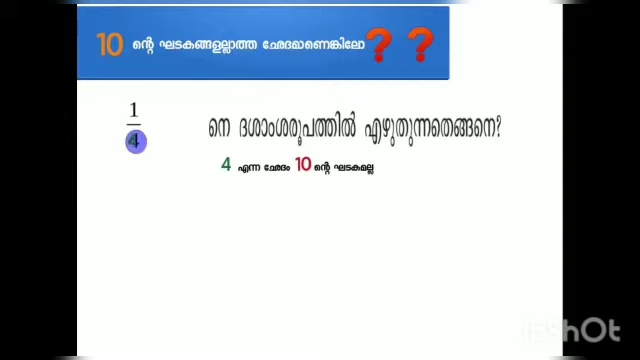 10 ന്റെ ഘടകങ്ങളല്ലാത്ത ഛേദമാണെങ്കിലോ❓❓
1
4
നെ ദശാംശരൂപത്തിൽ എഴുതുന്നതെങ്ങനെ?
4 എന്ന ഛേദം 10 ന്റെ ഘടകമല്ല